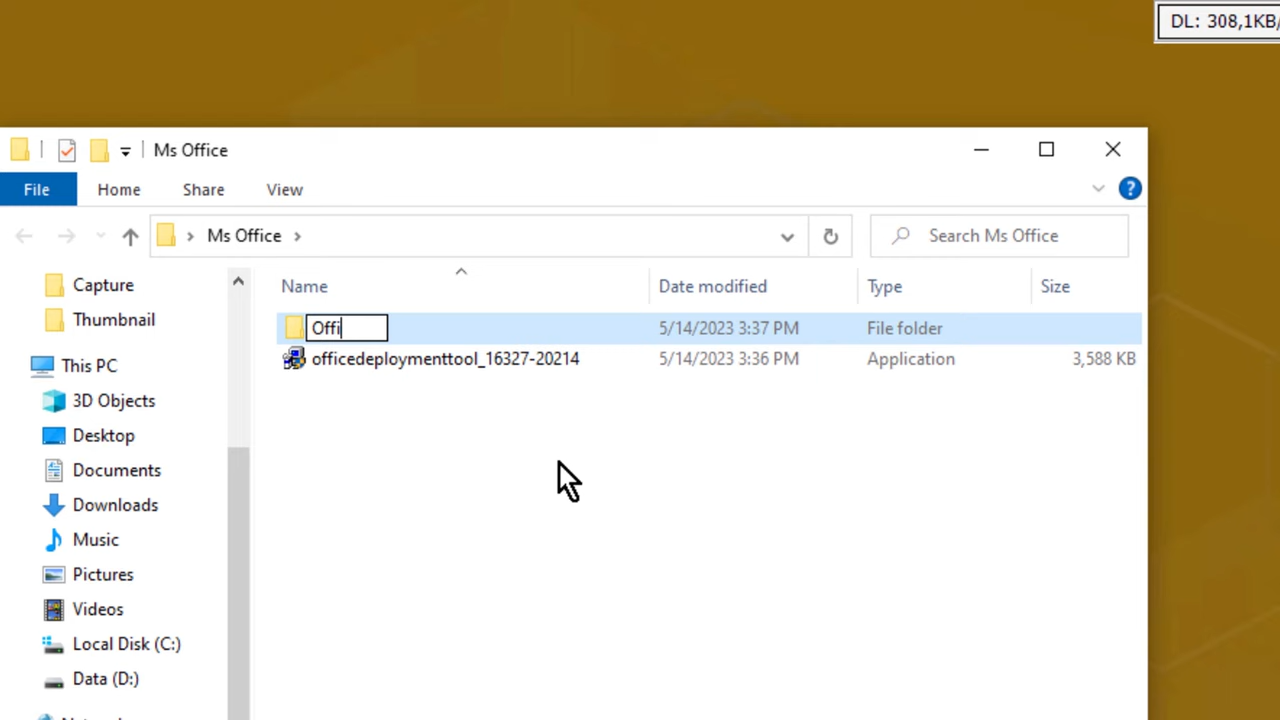 DL: 308,1KB/
Ms Office
File Home Share View
Ms Office
Search Ms Office
Name Date modified Type Size
Capture
Thumbnail
This PC
3D Objects
Desktop
Documents
Downloads
Music
Pictures
Videos
Local Disk (C:)
Data (D:)
Offi 5/14/2023 3:37 PM File folder
officedeploymenttool_16327-20214 5/14/2023 3:36 PM Application 3,588 KB